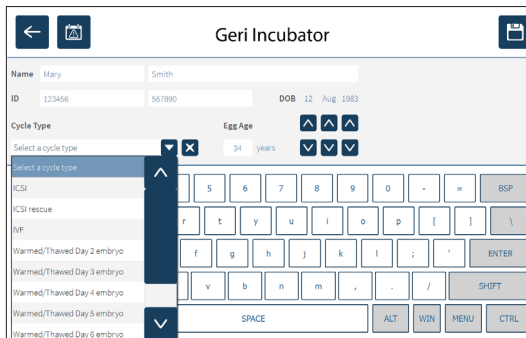 Geri Incubator
Name Mary Smith
ID 123456 567890 DOB 12 Aug 1983
Cycle Type Egg Age
Select a cycle type 34 years
Select a cycle type
ICSI 5 6 7 8 9 0 - = BSP
ICSI rescue r t y u i o p [ ] \
IVF
Warmed/Thawed Day 2 embryo f g h j k l ; ' ENTER
Warmed/Thawed Day 3 embryo
Warmed/Thawed Day 4 embryo v b n m , . / SHIFT
Warmed/Thawed Day 5 embryo SPACE ALT WIN MENU CTRL
Warmed/Thawed Day 6 embryo